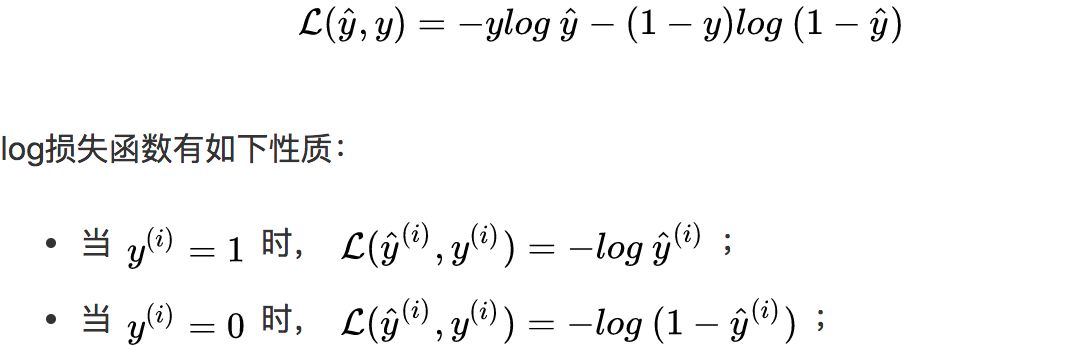 ℒ(ŷ, y) = −ylog ŷ − (1 − y)log (1 − ŷ)
log损失函数有如下性质：
• 当 y⁽ⁱ⁾ = 1 时， ℒ(ŷ⁽ⁱ⁾, y⁽ⁱ⁾) = −log ŷ⁽ⁱ⁾ ；
• 当 y⁽ⁱ⁾ = 0 时， ℒ(ŷ⁽ⁱ⁾, y⁽ⁱ⁾) = −log (1 − ŷ⁽ⁱ⁾) ；